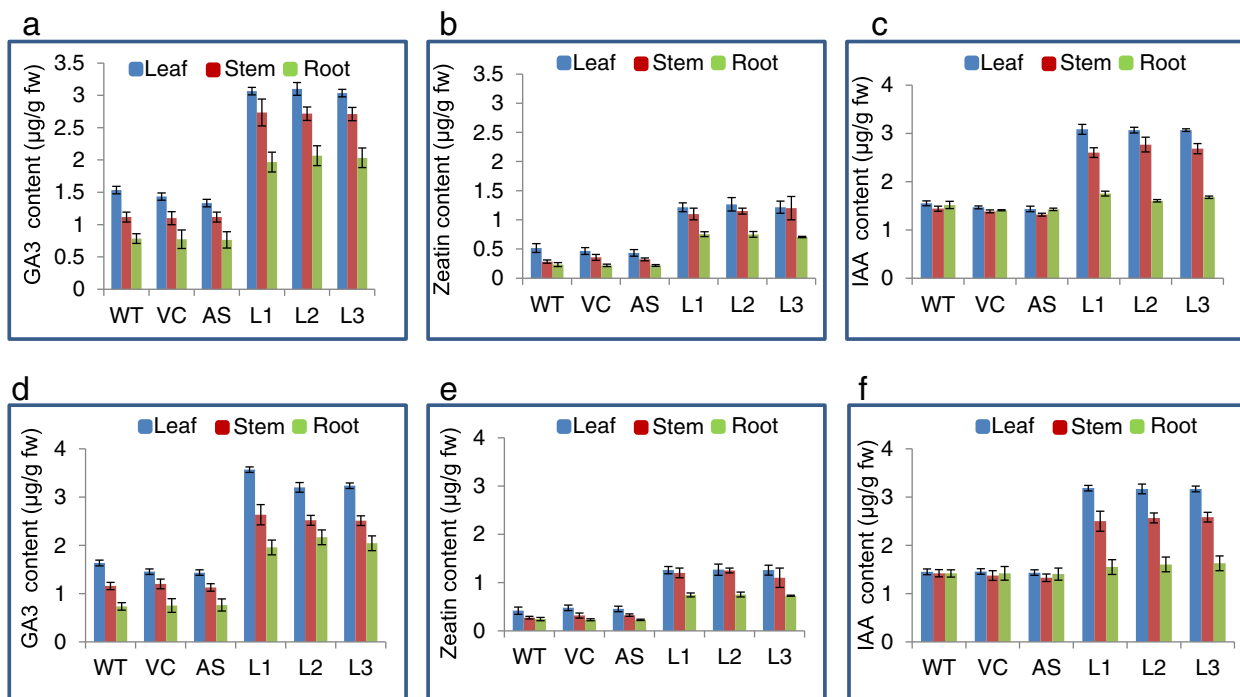 a
Leaf Stem Root
GA3 content (µg/g fw)
3.5
3
2.5
2
1.5
1
0.5
0
WT VC AS L1 L2 L3
b
Leaf Stem Root
Zeatin content (µg/g fw)
3.5
3
2.5
2
1.5
1
0.5
0
WT VC AS L1 L2 L3
c
Leaf Stem Root
IAA content (µg/g fw)
4
3
2
1
0
WT VC AS L1 L2 L3
d
Leaf Stem Root
GA3 content (µg/g fw)
4
3
2
1
0
WT VC AS L1 L2 L3
e
Leaf Stem Root
Zeatin content (µg/g fw)
4
3
2
1
0
WT VC AS L1 L2 L3
f
Leaf Stem Root
IAA content (µg/g fw)
4
3
2
1
0
WT VC AS L1 L2 L3